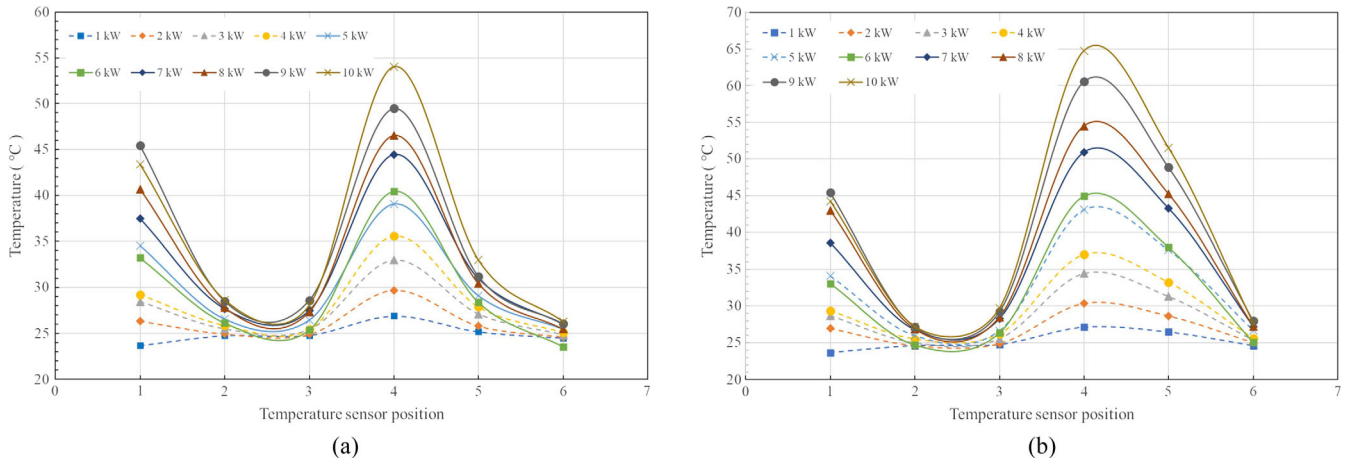 60
55
50
45
40
35
30
25
20
Temperature ( °C)
1 kW 2 kW 3 kW 4 kW 5 kW
6 kW 7 kW 8 kW 9 kW 10 kW
0 1 2 3 4 5 6 7
Temperature sensor position
(a)
70
65
60
55
50
45
40
35
30
25
20
Temperature ( °C)
1 kW 2 kW 3 kW 4 kW
5 kW 6 kW 7 kW 8 kW
9 kW 10 kW
0 1 2 3 4 5 6 7
Temperature sensor position
(b)